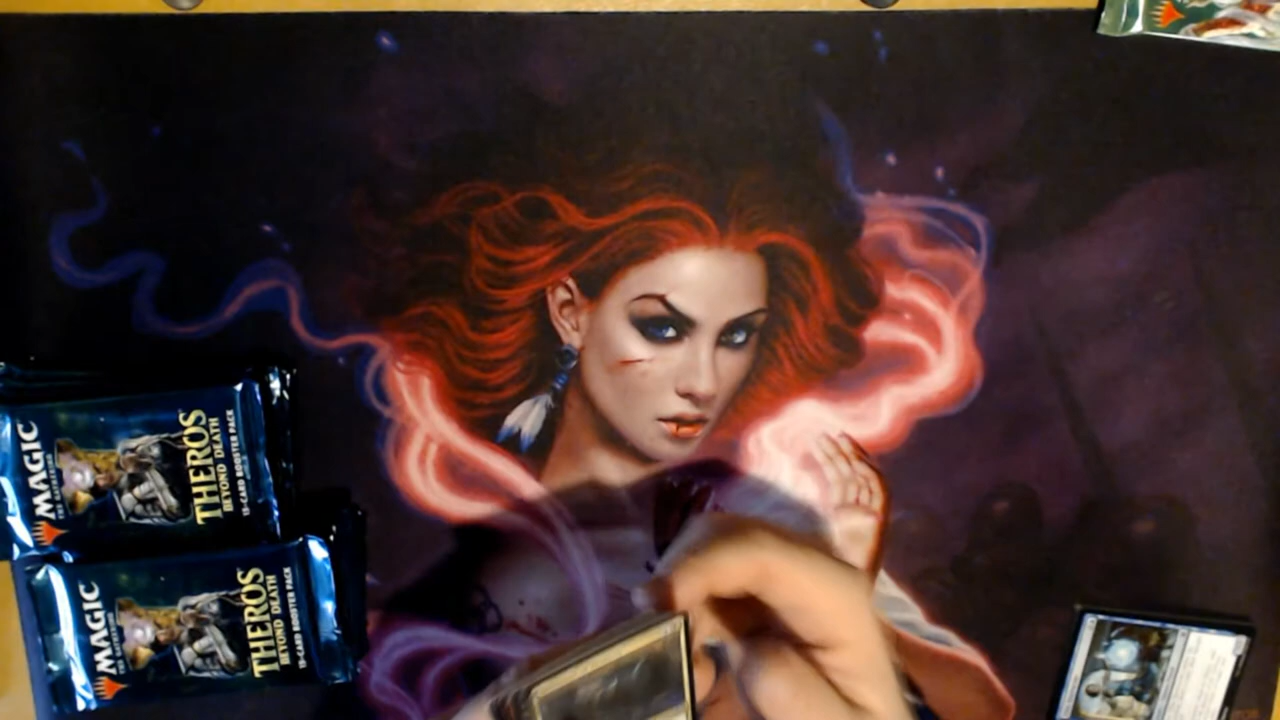 MAGIC
THE GATHERING
THEROS
BEYOND DEATH
15-CARD BOOSTER PACK
MAGIC
THE GATHERING
THEROS
BEYOND DEATH
15-CARD BOOSTER PACK